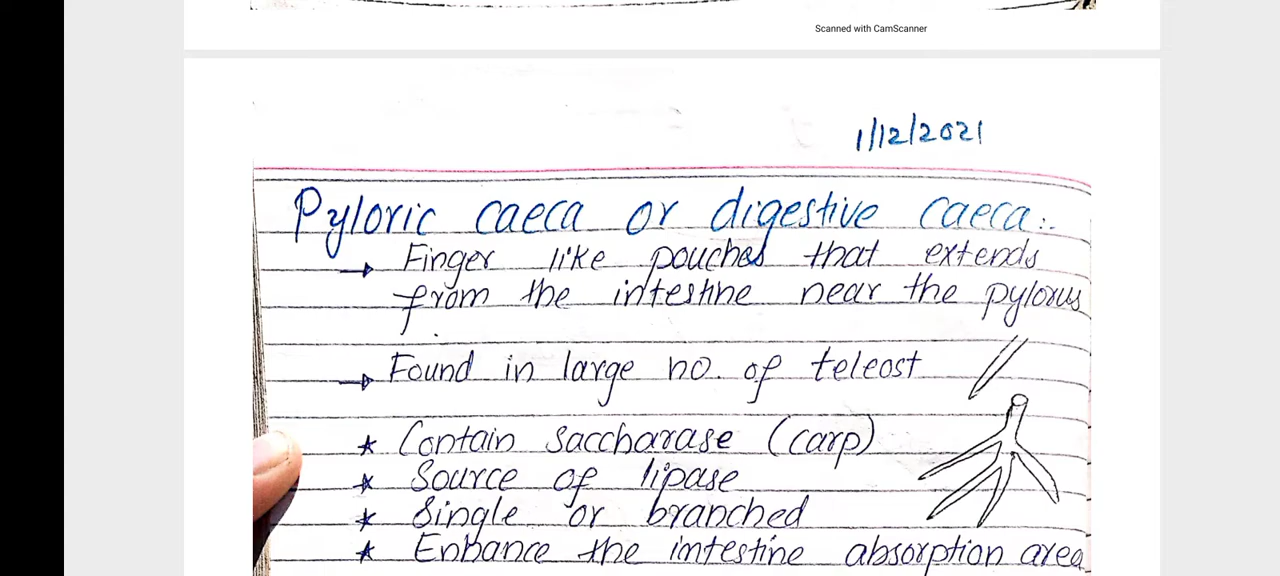 Scanned with CamScanner
1/12/2021
Pyloric caeca or digestive caeca :.
→ Finger like pouches that extends
from the intestine near the pylorus
→ Found in large no. of teleost
* Contain saccharase (carp)
* Source of lipase
* Single or branched
* Enhance the intestine absorption area